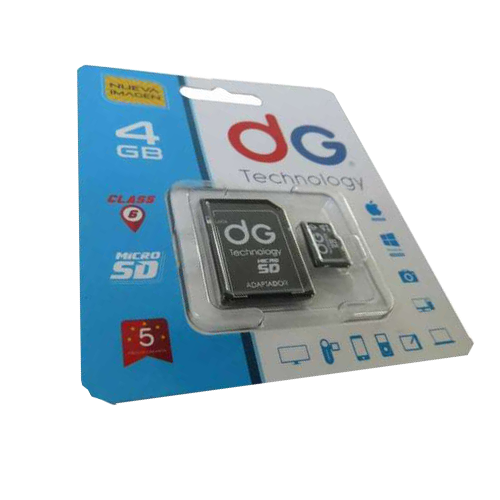 NUEVA
IMAGEN
4
GB
dG®
Technology
CLASS
6
MICRO
SD
5
dG
Technology
MICRO
SD
ADAPTADOR
dG